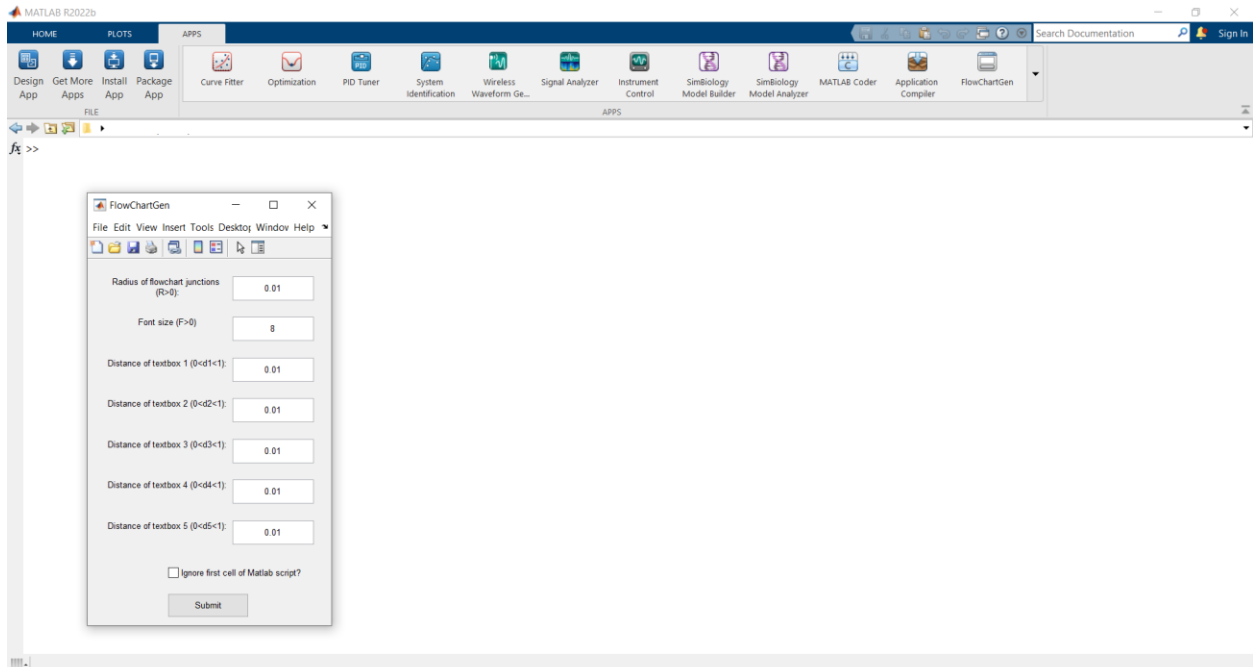 MATLAB R2022b
HOME PLOTS APPS
Search Documentation
Sign In
Design App
Get More Apps
Install App
Package App
Curve Fitter
Optimization
PID Tuner
System Identification
Wireless Waveform Ge...
Signal Analyzer
Instrument Control
SimBiology Model Builder
SimBiology Model Analyzer
MATLAB Coder
Application Compiler
FlowChartGen
FILE
APPS
fx >>
FlowChartGen
File Edit View Insert Tools Desktop Window Help
Radius of flowchart junctions
(R>0):
0.01
Font size (F>0)
8
Distance of textbox 1 (0<d1<1):
0.01
Distance of textbox 2 (0<d2<1):
0.01
Distance of textbox 3 (0<d3<1):
0.01
Distance of textbox 4 (0<d4<1):
0.01
Distance of textbox 5 (0<d5<1):
0.01
Ignore first cell of Matlab script?
Submit